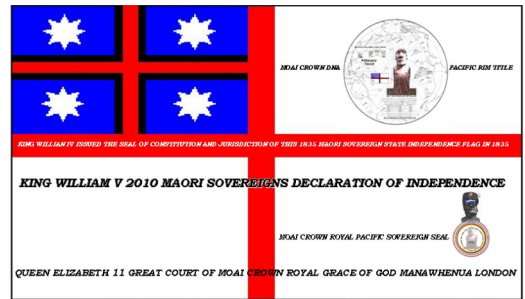 MOAI CROWN DNA
PACIFIC RIM TITLE
KING WILLIAN IV ISSUED THE SEAL OF CONSTITUTION AND JURISDICTION OF THIS 1835 MAORI SOVEREIGN STATE INDEPENDENCE FLAG IN 1835
KING WILLIAM V 2010 MAORI SOVEREIGNS DECLARATION OF INDEPENDENCE
MOAI CROWN ROYAL PACIFIC SOVEREIGN SEAL
QUEEN ELIZABETH 11 GREAT COURT OF MOAI CROWN ROYAL GRACE OF GOD MANAWHENUA LONDON